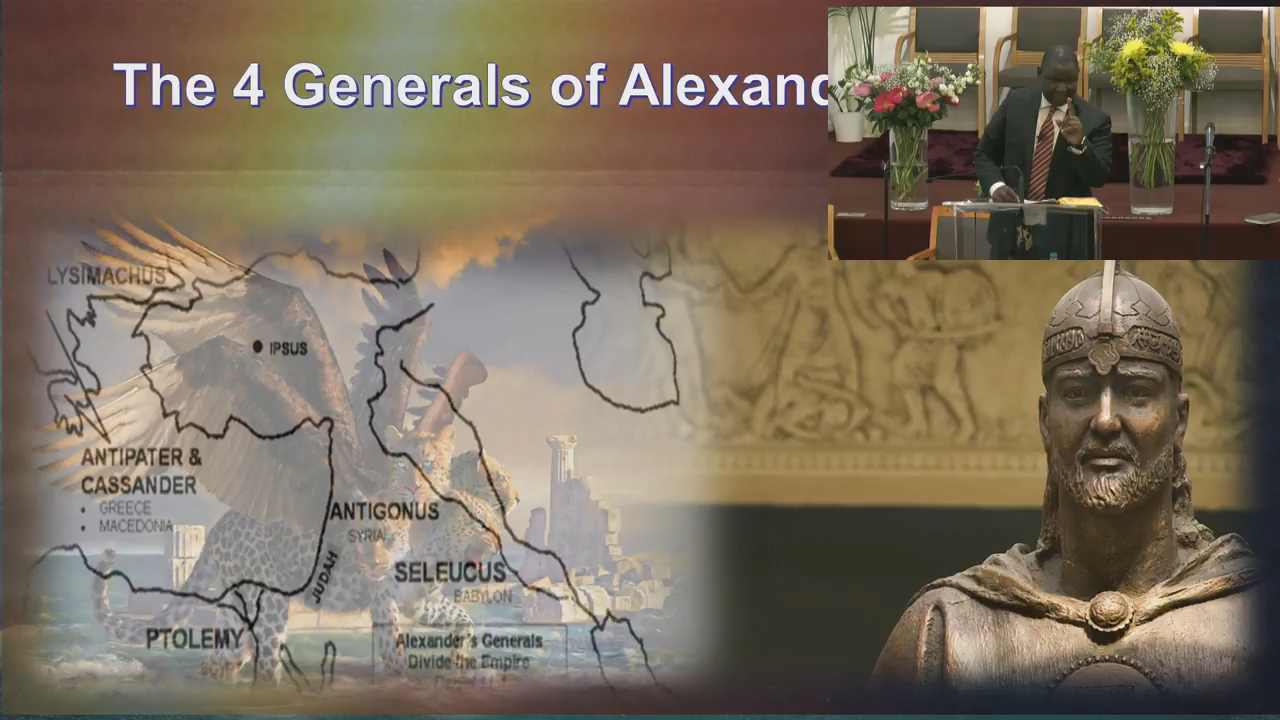 The 4 Generals of Alexand
LYSIMACHUS
IPSUS
ANTIPATER &
CASSANDER
• GREECE
• MACEDONIA
ANTIGONUS
SYRIA
JUDAH
SELEUCUS
BABYLON
PTOLEMY
Alexander's Generals
Divide the Empire